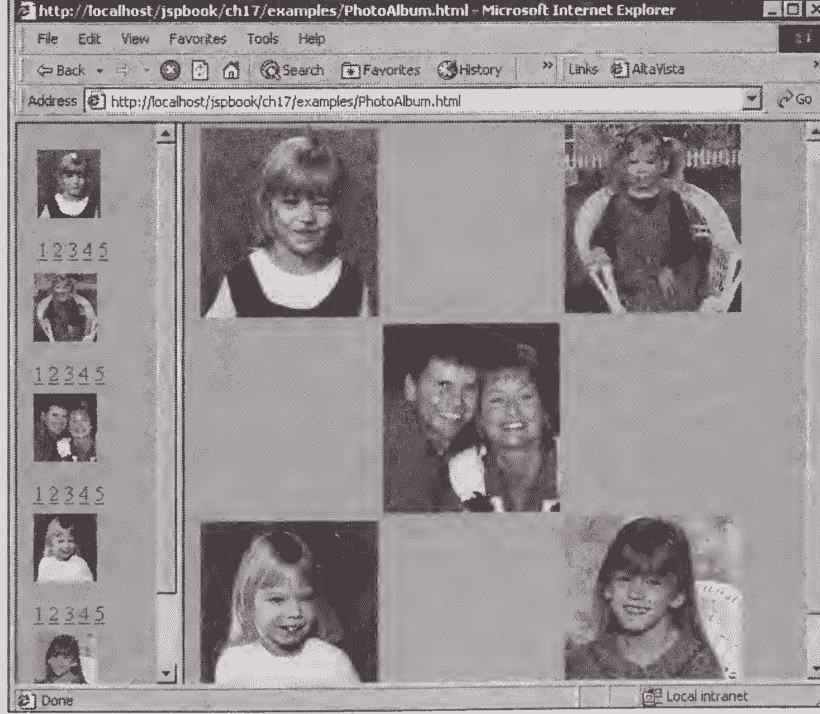 http://localhost/jspbook/ch17/examples/PhotoAlbum.html - Microsoft Internet Explorer
File Edit View Favorites Tools Help
Back Search Favorites History » Links AltaVista »
Address http://localhost/jspbook/ch17/examples/PhotoAlbum.html Go
1 2 3 4 5
1 2 3 4 5
1 2 3 4 5
1 2 3 4 5
Done Local intranet